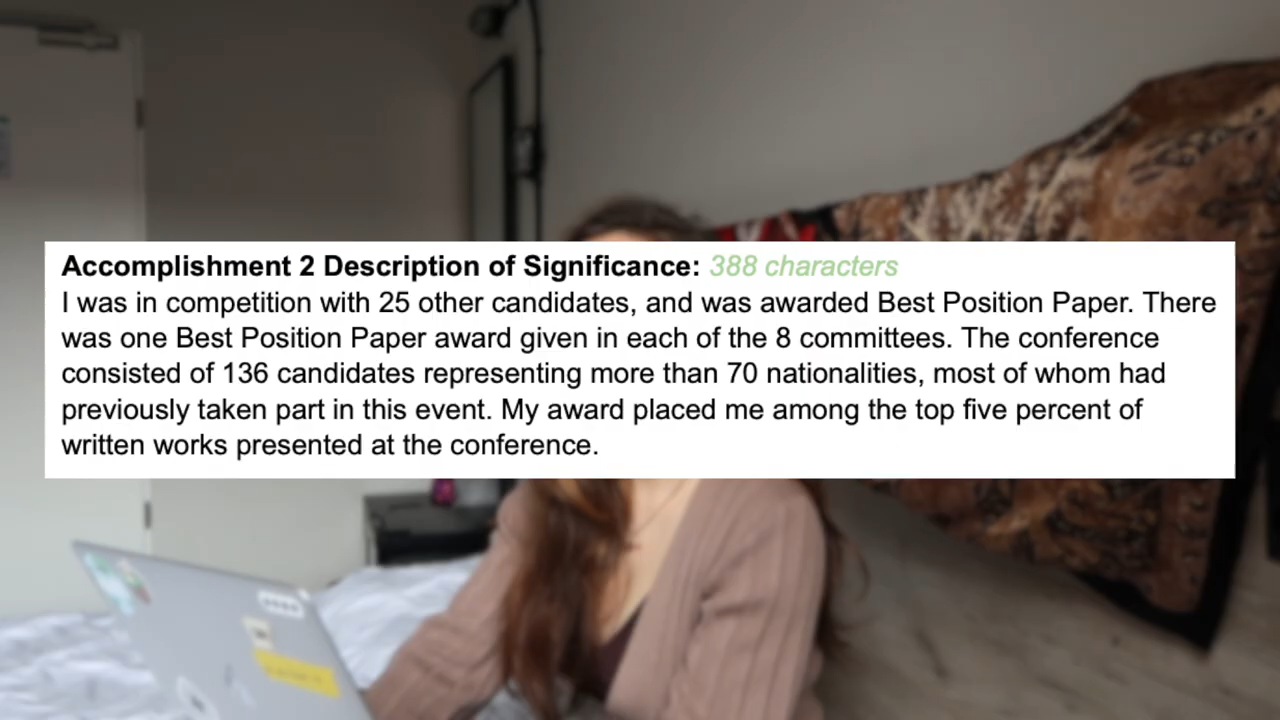 Accomplishment 2 Description of Significance: 388 characters
I was in competition with 25 other candidates, and was awarded Best Position Paper. There
was one Best Position Paper award given in each of the 8 committees. The conference
consisted of 136 candidates representing more than 70 nationalities, most of whom had
previously taken part in this event. My award placed me among the top five percent of
written works presented at the conference.